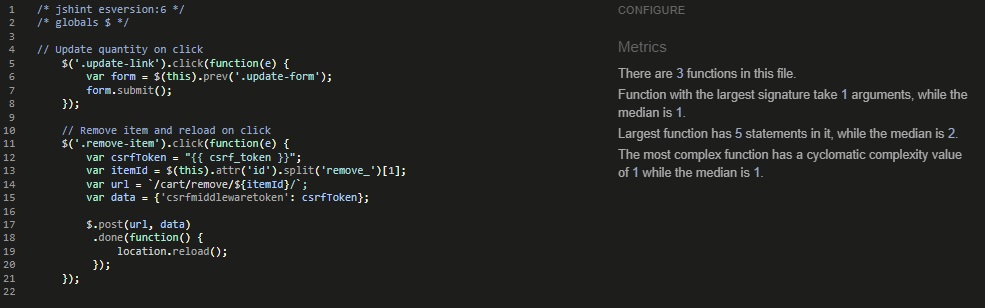 1 /* jshint esversion:6 */
2 /* globals $ */
3
4 // Update quantity on click
5 $('.update-link').click(function(e) {
6 var form = $(this).prev('.update-form');
7 form.submit();
8 });
9
10 // Remove item and reload on click
11 $('.remove-item').click(function(e) {
12 var csrfToken = "{{ csrf_token }}";
13 var itemId = $(this).attr('id').split('remove_')[1];
14 var url = `/cart/remove/${itemId}/`;
15 var data = {'csrfmiddlewaretoken': csrfToken};
16
17 $.post(url, data)
18 .done(function() {
19 location.reload();
20 });
21 });
22
CONFIGURE
Metrics
There are 3 functions in this file.
Function with the largest signature take 1 arguments, while the
median is 1.
Largest function has 5 statements in it, while the median is 2.
The most complex function has a cyclomatic complexity value
of 1 while the median is 1.